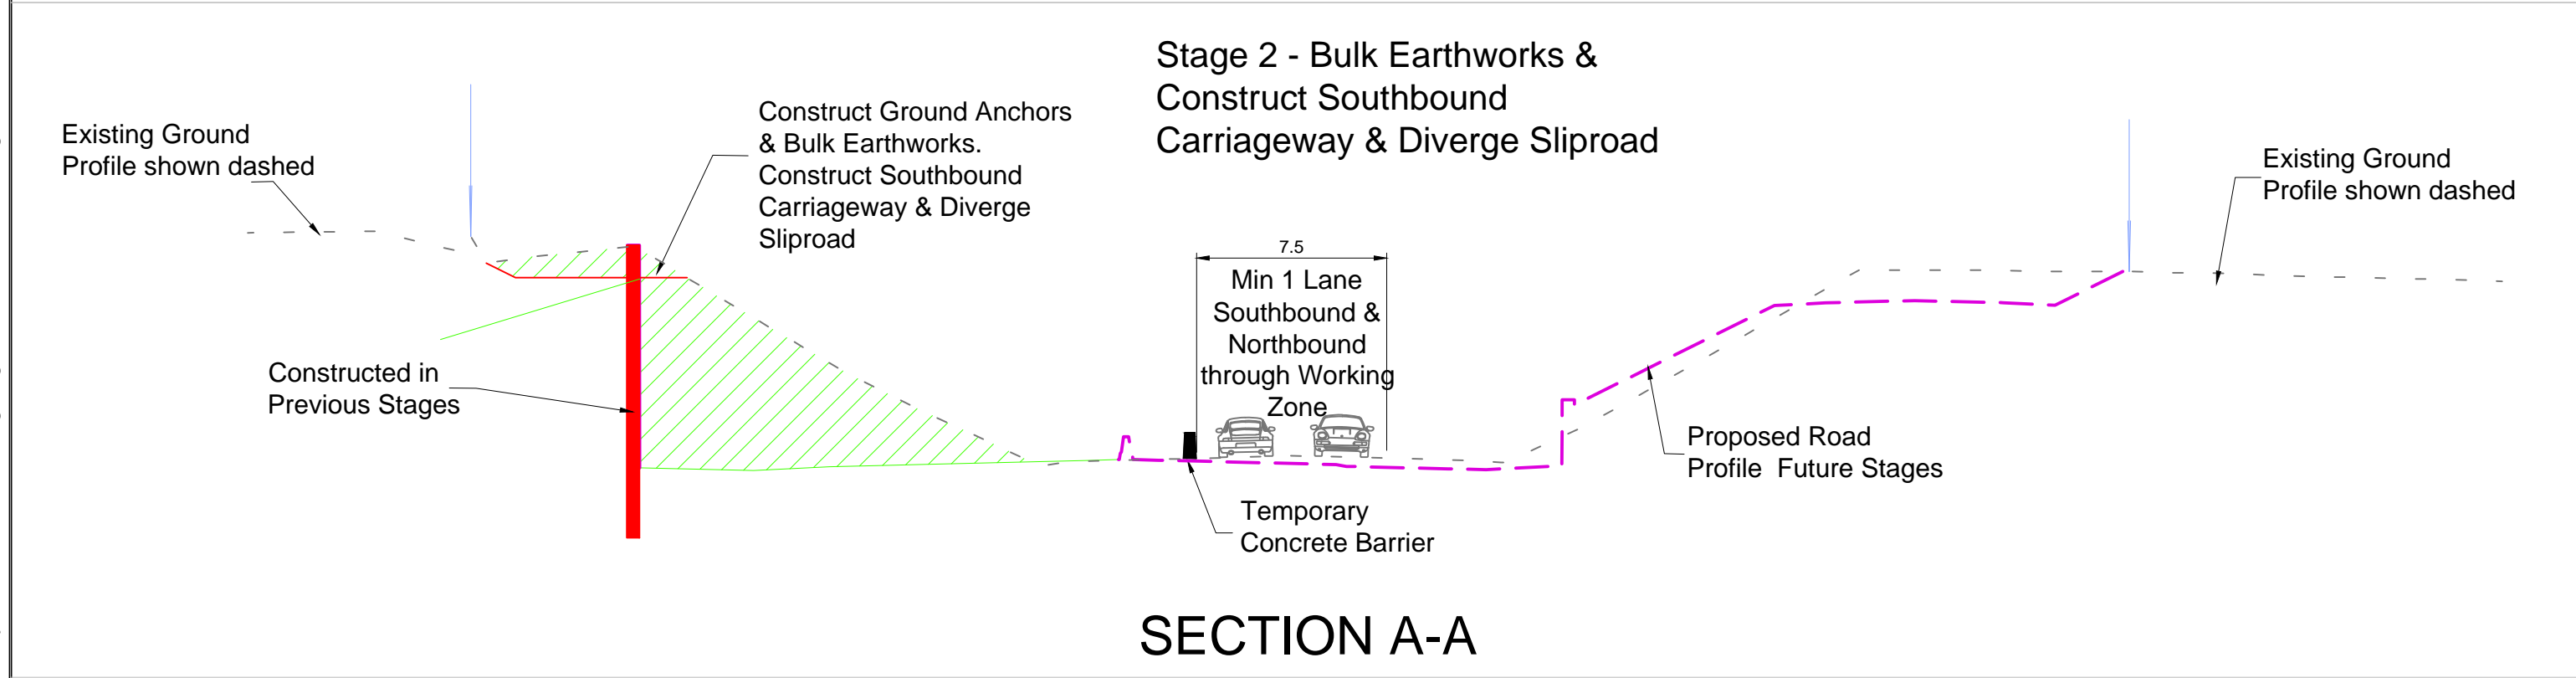 Stage 2 - Bulk Earthworks &
Construct Southbound
Carriageway & Diverge Sliproad
Existing Ground
Profile shown dashed
Construct Ground Anchors
& Bulk Earthworks.
Construct Southbound
Carriageway & Diverge
Sliproad
Existing Ground
Profile shown dashed
7.5
Min 1 Lane
Southbound &
Northbound
through Working
Zone
Constructed in
Previous Stages
Proposed Road
Profile Future Stages
Temporary
Concrete Barrier
SECTION A-A